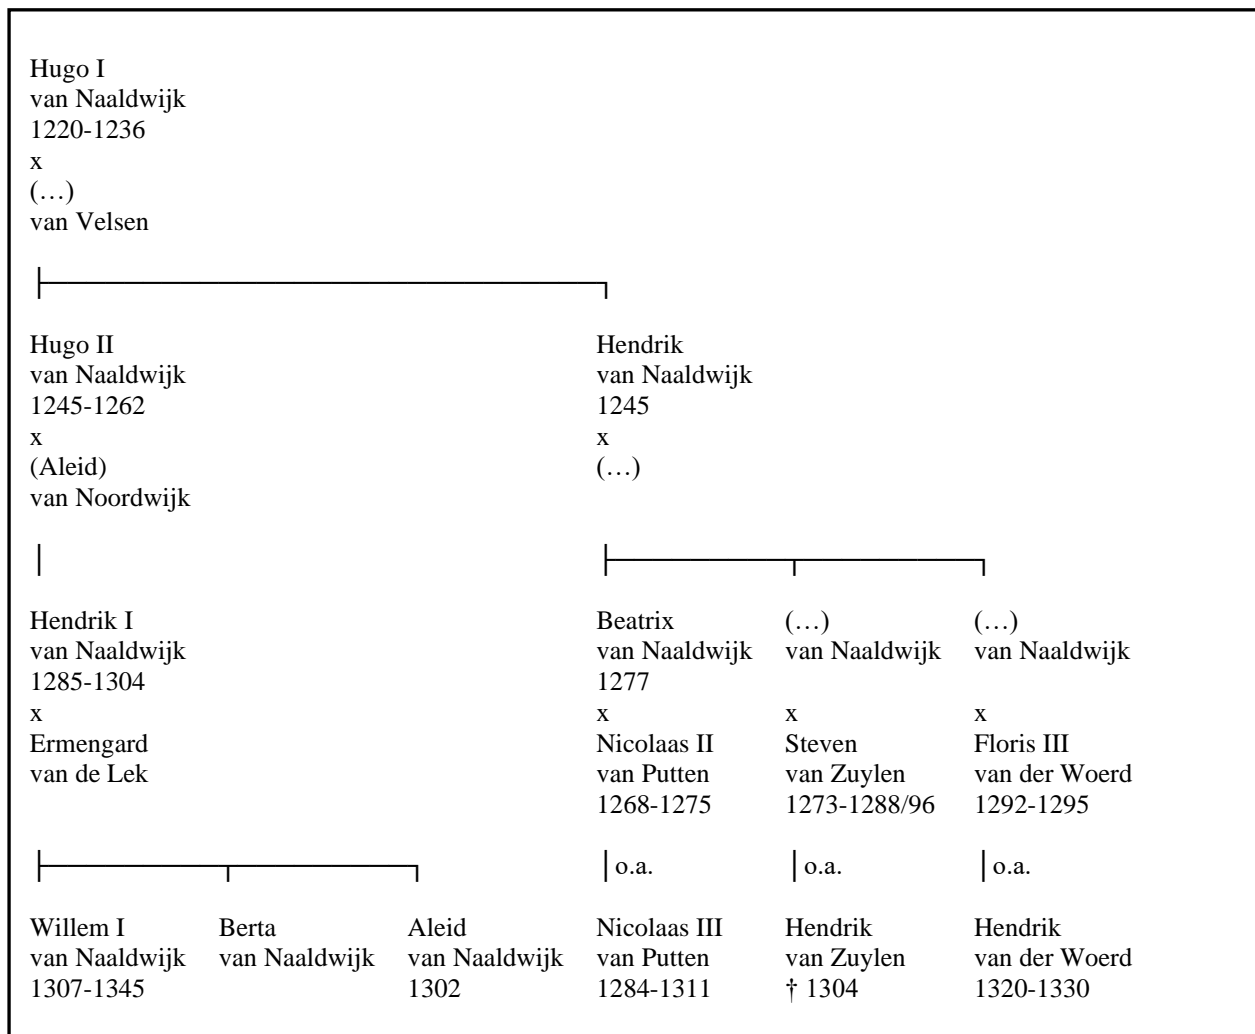 Hugo I
van Naaldwijk
1220-1236
x
(…)
van Velsen
Hugo II Hendrik
van Naaldwijk van Naaldwijk
1245-1262 1245
x x
(Aleid) (…)
van Noordwijk
Hendrik I Beatrix (…) (…)
van Naaldwijk van Naaldwijk van Naaldwijk van Naaldwijk
1285-1304 1277
x x x x
Ermengard Nicolaas II Steven Floris III
van de Lek van Putten van Zuylen van der Woerd
1268-1275 1273-1288/96 1292-1295
o.a. o.a. o.a.
Willem I Berta Aleid Nicolaas III Hendrik Hendrik
van Naaldwijk van Naaldwijk van Naaldwijk van Putten van Zuylen van der Woerd
1307-1345 1302 1284-1311 † 1304 1320-1330